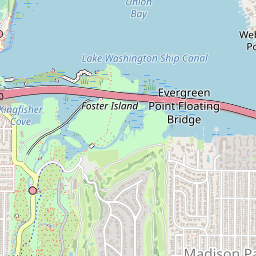 Union
Bay
Lake Washington Ship Canal
Evergreen
Point Floating
Bridge
Foster Island
Kingfisher
Cove
Madison Pa